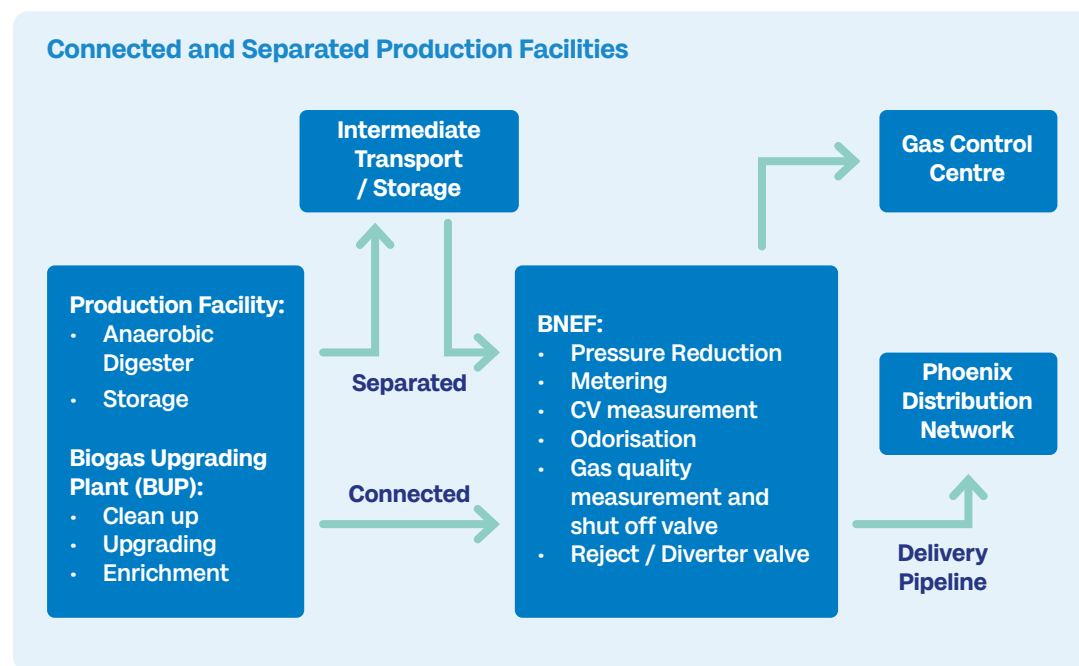 Connected and Separated Production Facilities
Intermediate
Transport
/ Storage
Gas Control
Centre
Production Facility:
• Anaerobic
Digester
• Storage
Biogas Upgrading
Plant (BUP):
• Clean up
• Upgrading
• Enrichment
Separated
Connected
BNEF:
• Pressure Reduction
• Metering
• CV measurement
• Odorisation
• Gas quality
measurement and
shut off valve
• Reject / Diverter valve
Phoenix
Distribution
Network
Delivery
Pipeline